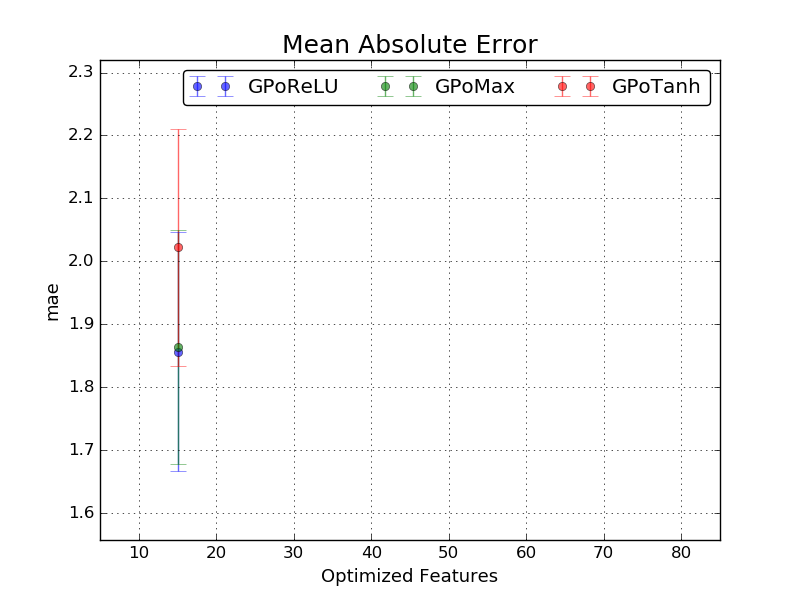 Mean Absolute Error
GPoReLU GPoMax GPoTanh
2.3
2.2
2.1
2.0
1.9
1.8
1.7
1.6
mae
10 20 30 40 50 60 70 80
Optimized Features